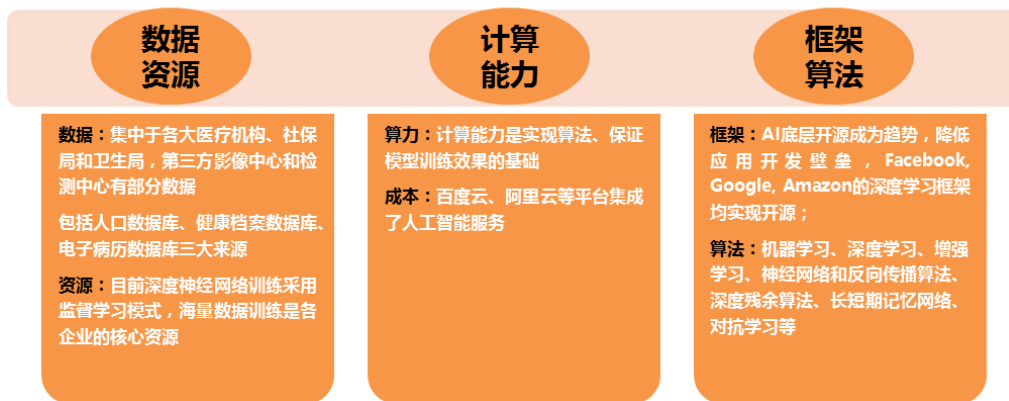 数据
资源
数据：集中于各大医疗机构、社保
局和卫生局，第三方影像中心和检
测中心有部分数据
包括人口数据库、健康档案数据库、
电子病历数据库三大来源
资源：目前深度神经网络训练采用
监督学习模式，海量数据训练是各
企业的核心资源
计算
能力
算力：计算能力是实现算法、保证
模型训练效果的基础
成本：百度云、阿里云等平台集成
了人工智能服务
框架
算法
框架：AI底层开源成为趋势，降低
应用开发壁垒，Facebook,
Google, Amazon的深度学习框架
均实现开源；
算法：机器学习、深度学习、增强
学习、神经网络和反向传播算法、
深度残余算法、长短期记忆网络、
对抗学习等